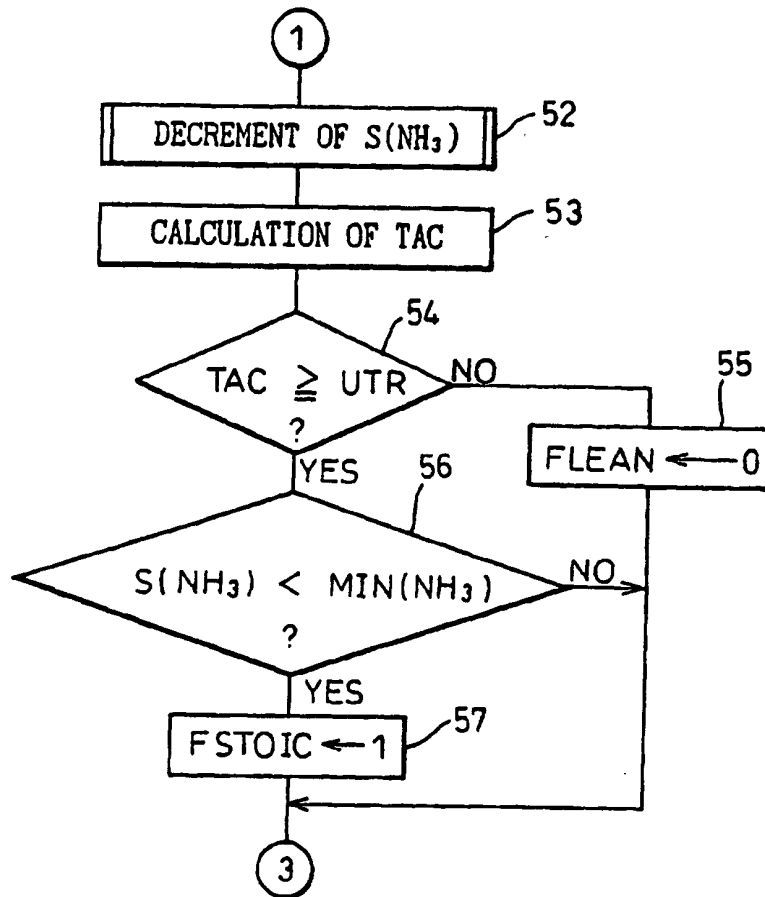 1
DECREMENT OF S(NH₃)
52
CALCULATION OF TAC
53
54
TAC ≧ UTR
?
NO
YES
55
FLEAN ← 0
56
S(NH₃) < MIN(NH₃)
?
NO
YES
57
FSTOIC ← 1
3